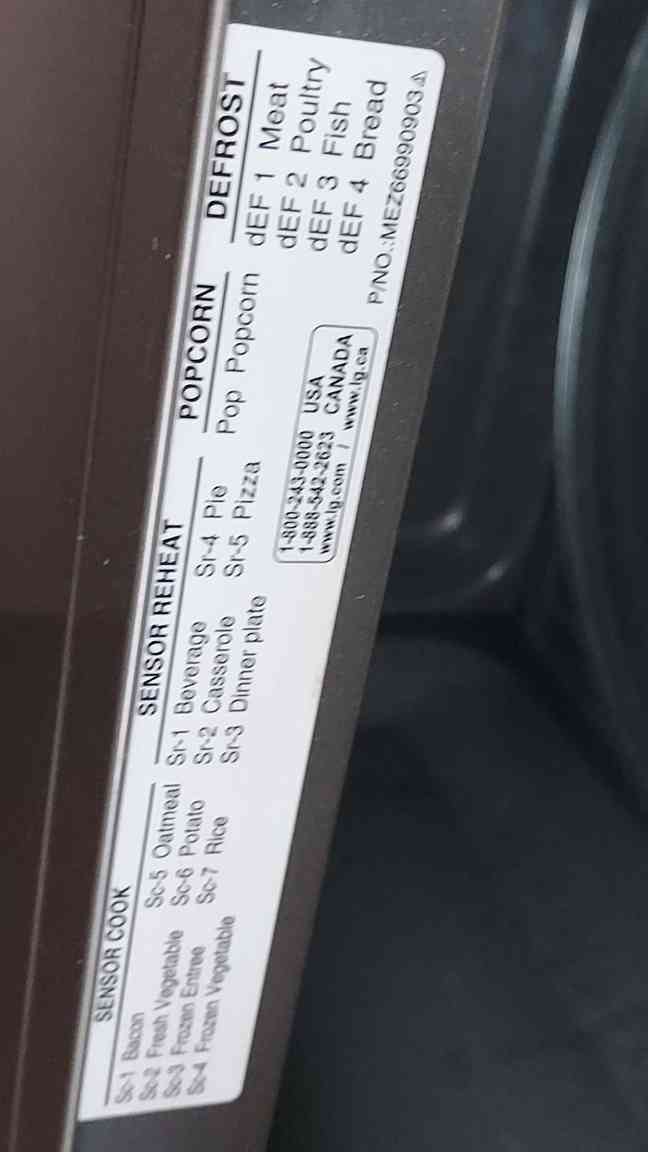 SENSOR COOK
Sc-1 Bacon
Sc-2 Fresh Vegetable
Sc-3 Frozen Entree
Sc-4 Frozen Vegetable
Sc-5 Oatmeal
Sc-6 Potato
Sc-7 Rice
SENSOR REHEAT
Sr-1 Beverage
Sr-2 Casserole
Sr-3 Dinner plate
Sr-4 Pie
Sr-5 Pizza
POPCORN
Pop Popcorn
1-800-243-0000 USA
1-888-542-2623 CANADA
www.lg.com / www.lg.ca
DEFROST
dEF 1 Meat
dEF 2 Poultry
dEF 3 Fish
dEF 4 Bread
P/NO.:MEZ66990903